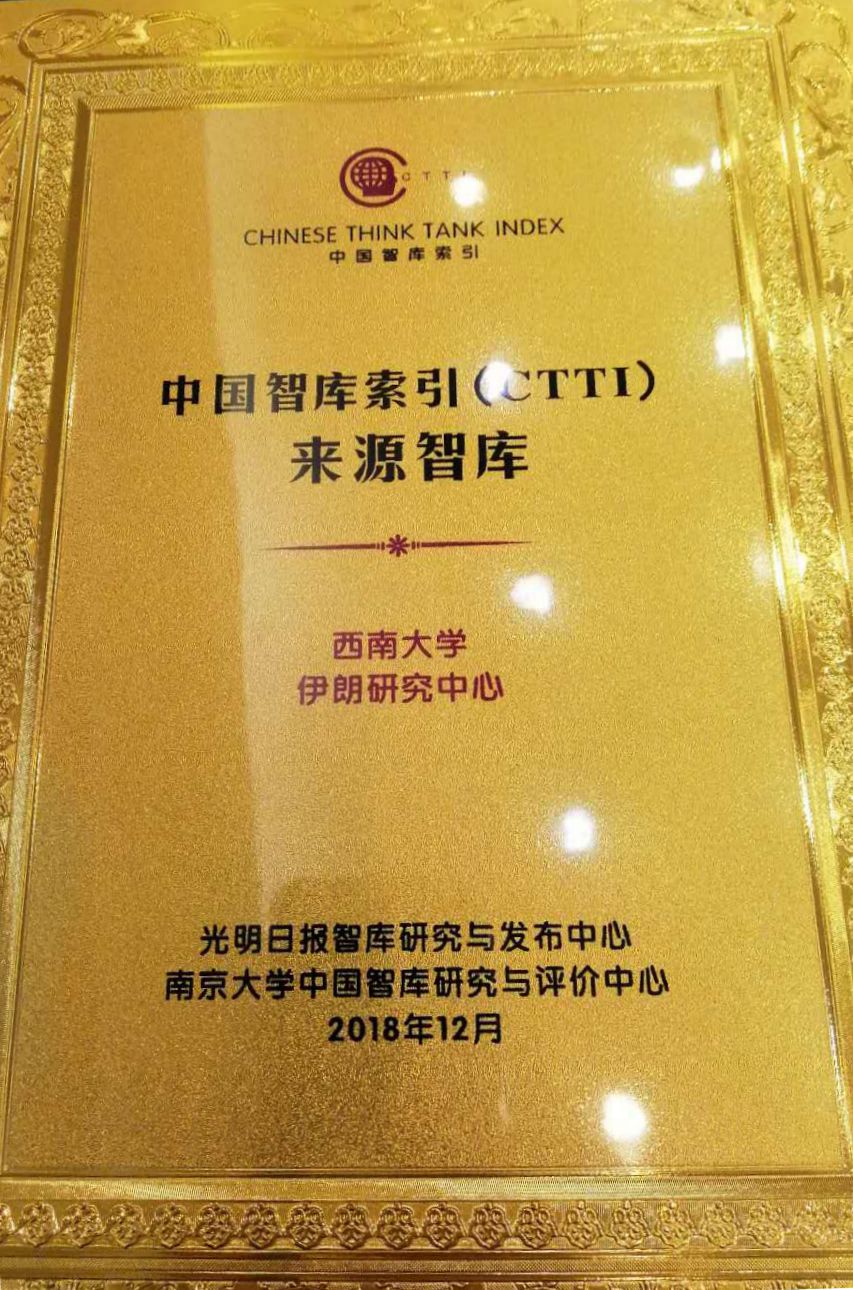 CTTI
CHINESE THINK TANK INDEX
中国智库索引
中国智库索引(CTTI)
来源智库
西南大学
伊朗研究中心
光明日报智库研究与发布中心
南京大学中国智库研究与评价中心
2018年12月